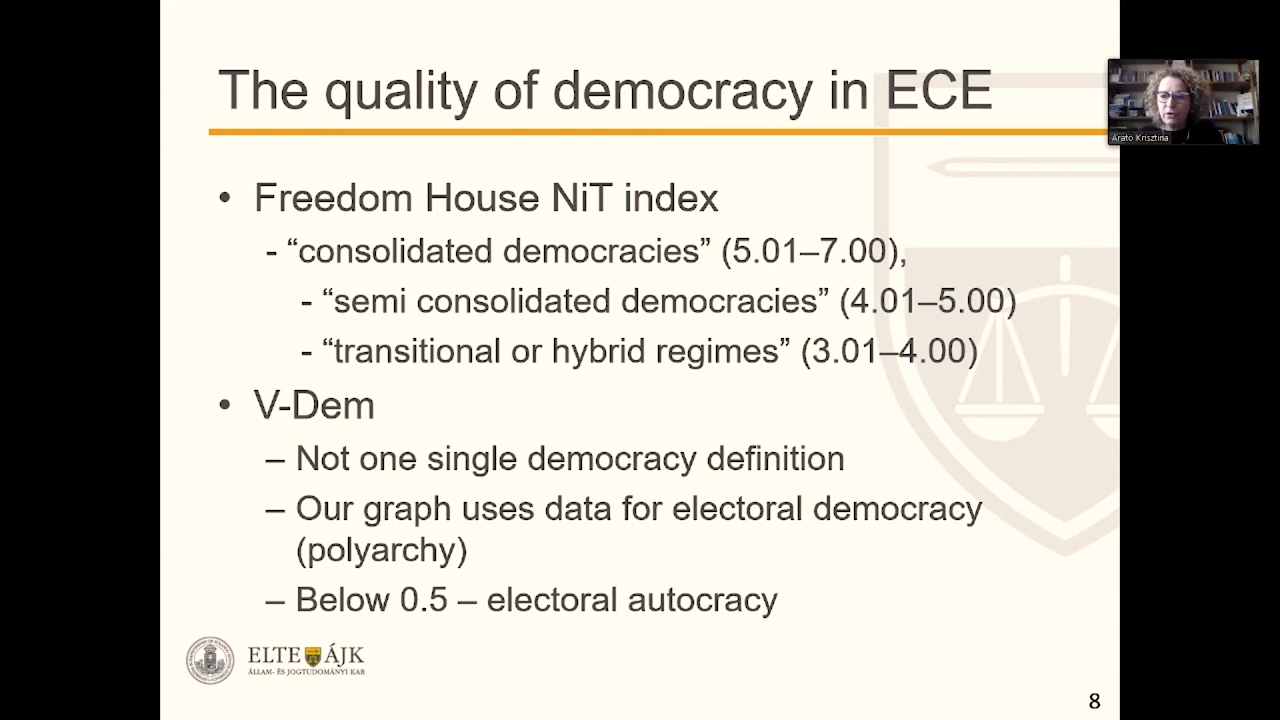 The quality of democracy in ECE
Arató Krisztina
• Freedom House NiT index
- “consolidated democracies” (5.01–7.00),
- “semi consolidated democracies” (4.01–5.00)
- “transitional or hybrid regimes” (3.01–4.00)
• V-Dem
– Not one single democracy definition
– Our graph uses data for electoral democracy
(polyarchy)
– Below 0.5 – electoral autocracy
ELTE ÁJK
ÁLLAM- ÉS JOGTUDOMÁNYI KAR
8